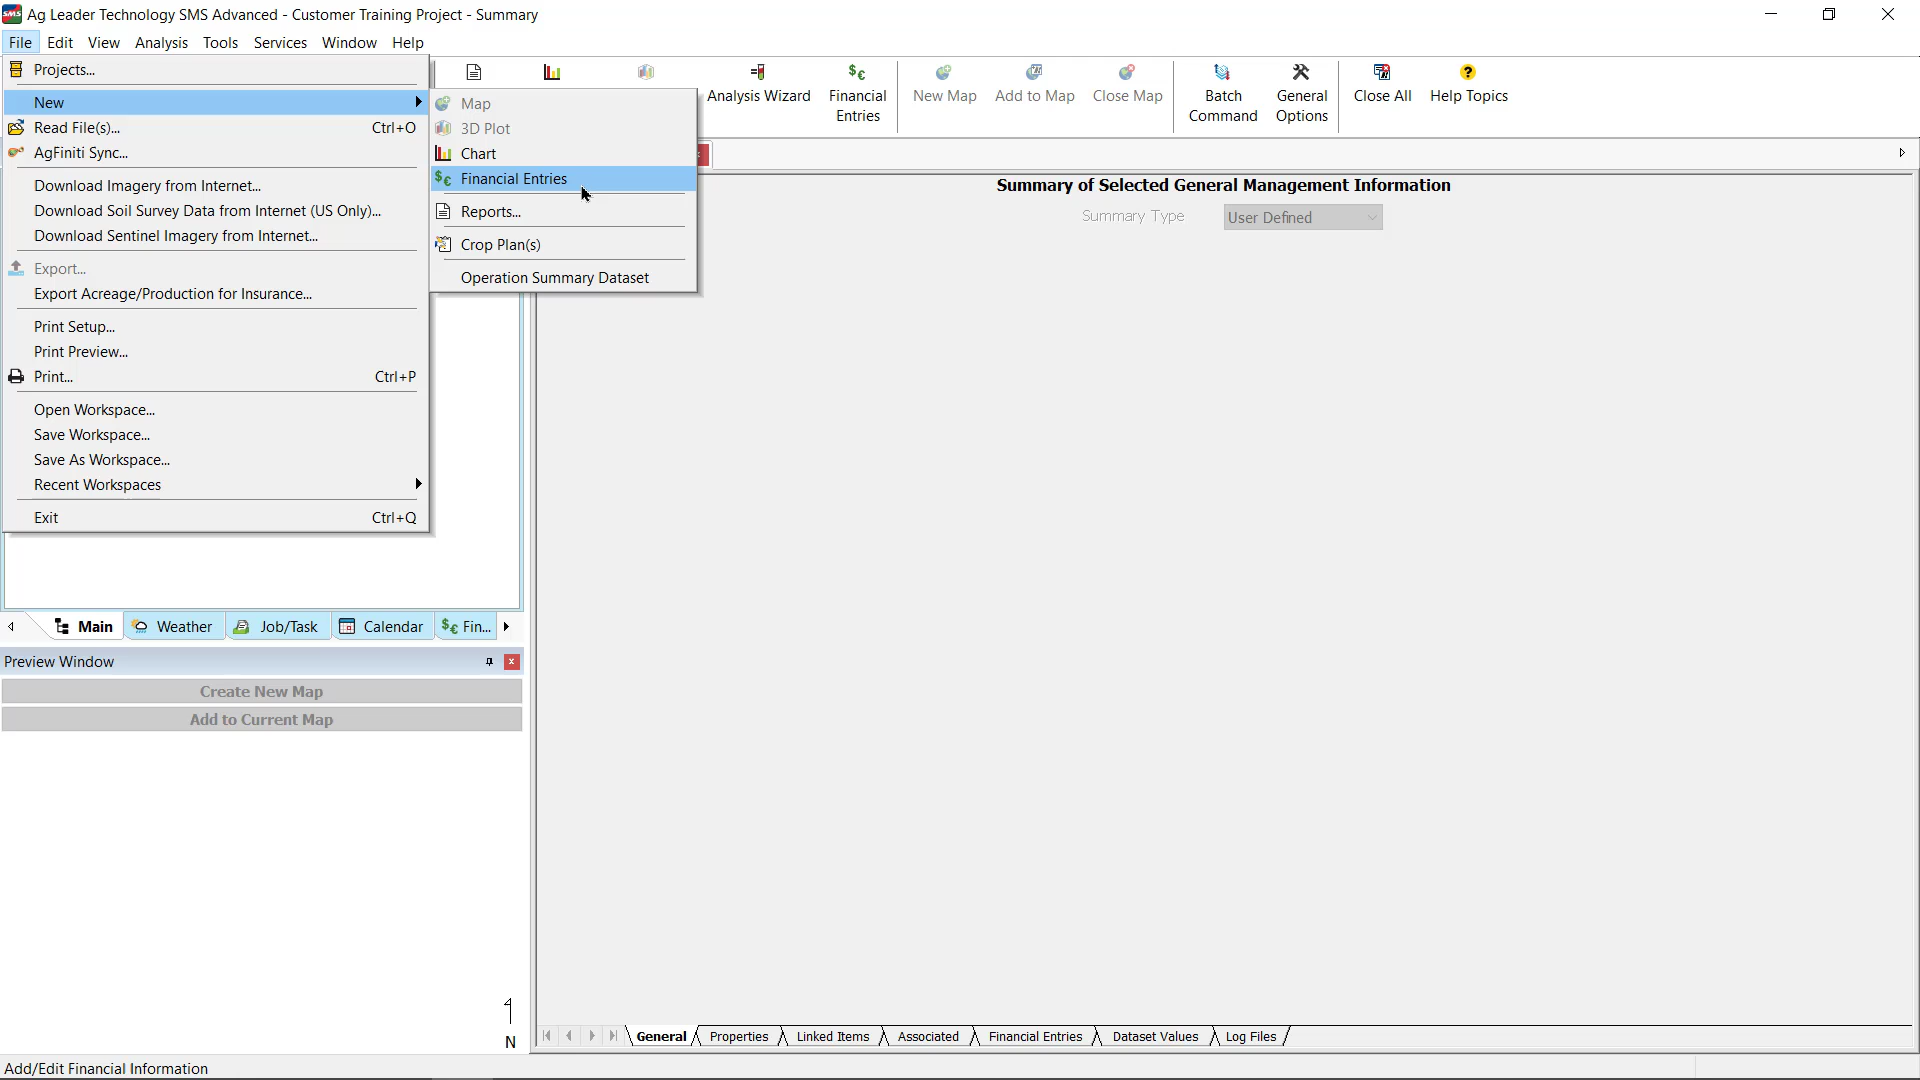 SMS Ag Leader Technology SMS Advanced - Customer Training Project - Summary
File Edit View Analysis Tools Services Window Help
Projects...
New
Read File(s)... Ctrl+O
AgFiniti Sync...
Download Imagery from Internet...
Download Soil Survey Data from Internet (US Only)...
Download Sentinel Imagery from Internet...
Export...
Export Acreage/Production for Insurance...
Print Setup...
Print Preview...
Print... Ctrl+P
Open Workspace...
Save Workspace...
Save As Workspace...
Recent Workspaces
Exit Ctrl+Q
Map
3D Plot
Chart
$€ Financial Entries
Reports...
Crop Plan(s)
Operation Summary Dataset
Analysis Wizard
$€
Financial
Entries
New Map
Add to Map
Close Map
Batch
Command
General
Options
Close All
? Help Topics
Summary of Selected General Management Information
Summary Type User Defined
Main Weather Job/Task Calendar $€ Fin...
Preview Window
Create New Map
Add to Current Map
N
General Properties Linked Items Associated Financial Entries Dataset Values Log Files
Add/Edit Financial Information